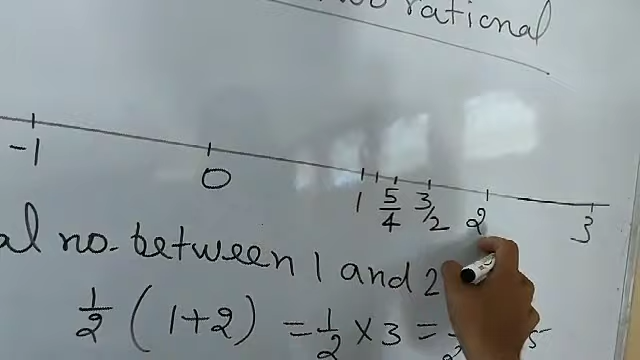 rational
-1 0 1 5/4 3/2 2 3
al no. between 1 and 2
1/2 (1+2) = 1/2 × 3 =